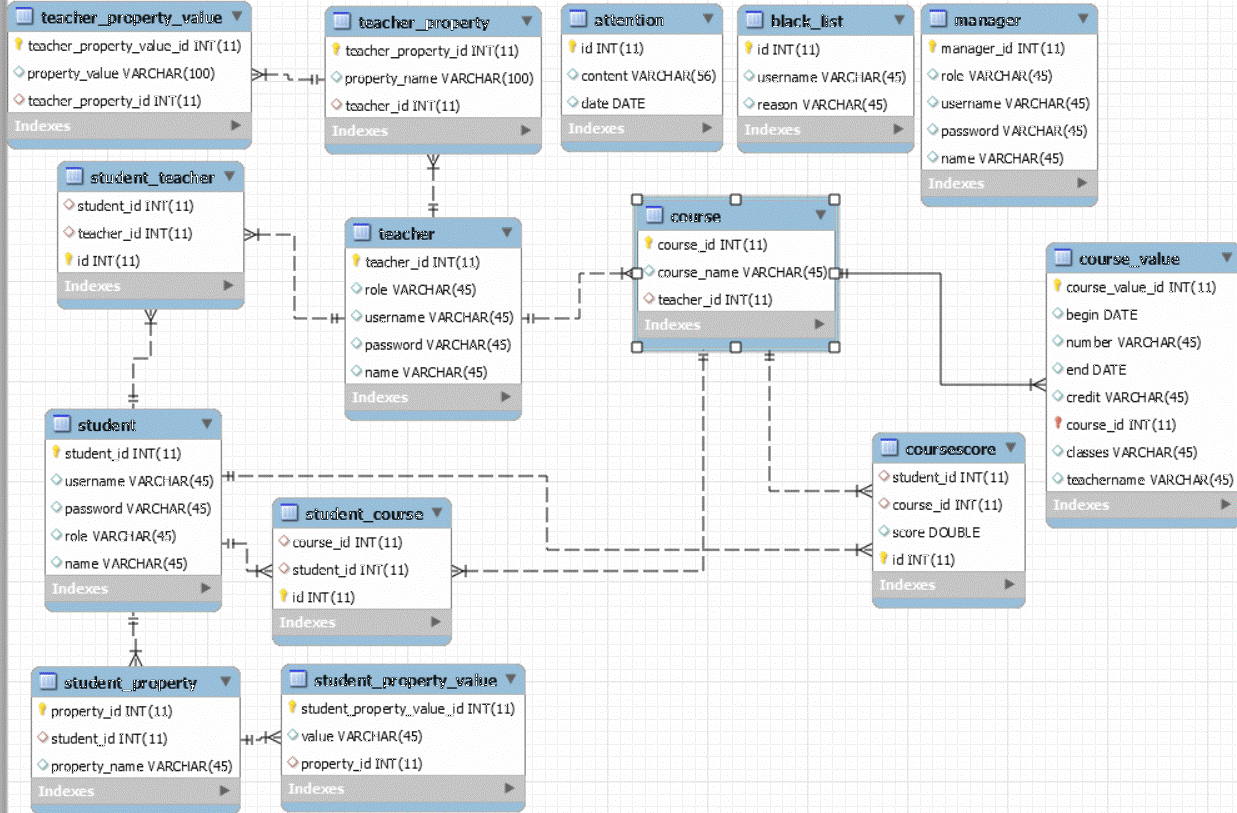 teacher_property_value
teacher_property_value_id INT(11)
property_value VARCHAR(100)
teacher_property_id INT(11)
Indexes
teacher_property
teacher_property_id INT(11)
property_name VARCHAR(100)
teacher_id INT(11)
Indexes
attention
id INT(11)
content VARCHAR(56)
date DATE
Indexes
black_list
id INT(11)
username VARCHAR(45)
reason VARCHAR(45)
Indexes
manager
manager_id INT(11)
role VARCHAR(45)
username VARCHAR(45)
password VARCHAR(45)
name VARCHAR(45)
Indexes
student_teacher
student_id INT(11)
teacher_id INT(11)
id INT(11)
Indexes
teacher
teacher_id INT(11)
role VARCHAR(45)
username VARCHAR(45)
password VARCHAR(45)
name VARCHAR(45)
Indexes
course
course_id INT(11)
course_name VARCHAR(45)
teacher_id INT(11)
Indexes
course_value
course_value_id INT(11)
begin DATE
number VARCHAR(45)
end DATE
credit VARCHAR(45)
course_id INT(11)
classes VARCHAR(45)
teachername VARCHAR(45)
Indexes
student
student_id INT(11)
username VARCHAR(45)
password VARCHAR(45)
role VARCHAR(45)
name VARCHAR(45)
Indexes
student_course
course_id INT(11)
student_id INT(11)
id INT(11)
Indexes
coursescore
student_id INT(11)
course_id INT(11)
score DOUBLE
id INT(11)
Indexes
student_property
property_id INT(11)
student_id INT(11)
property_name VARCHAR(45)
Indexes
student_property_value
student_property_value_id INT(11)
value VARCHAR(45)
property_id INT(11)
Indexes